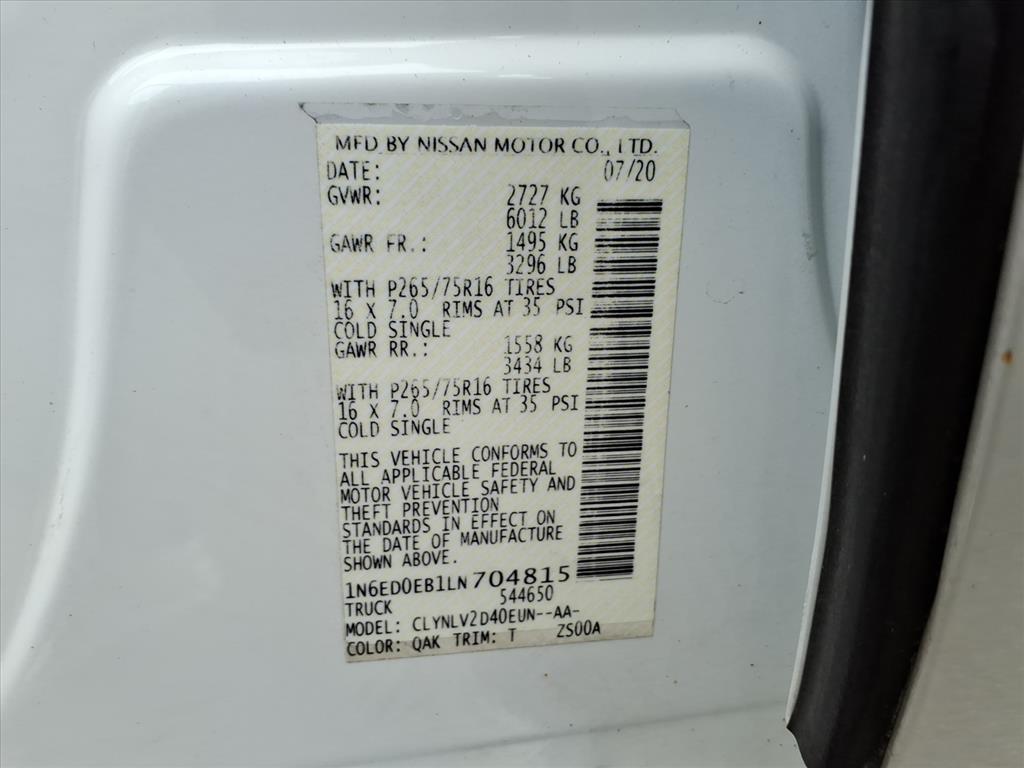 MFD BY NISSAN MOTOR CO., LTD.
DATE: 07/20
GVWR: 2727 KG
6012 LB
GAWR FR.: 1495 KG
3296 LB
WITH P265/75R16 TIRES
16 X 7.0 RIMS AT 35 PSI
COLD SINGLE
GAWR RR.: 1558 KG
3434 LB
WITH P265/75R16 TIRES
16 X 7.0 RIMS AT 35 PSI
COLD SINGLE
THIS VEHICLE CONFORMS TO
ALL APPLICABLE FEDERAL
MOTOR VEHICLE SAFETY AND
THEFT PREVENTION
STANDARDS IN EFFECT ON
THE DATE OF MANUFACTURE
SHOWN ABOVE.
1N6ED0EB1LN704815
TRUCK 544650
MODEL: CLYNLV2D40EUN--AA-
COLOR: QAK TRIM: T ZS00A